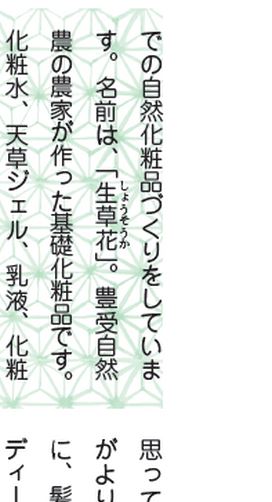 での自然化粧品づくりをしていま
す。名前は、「生草花」。豊受自然
しょうそうか
農の農家が作った基礎化粧品です。
化粧水、天草ジェル、乳液、化粧
思って
がより
に、髪
ディー